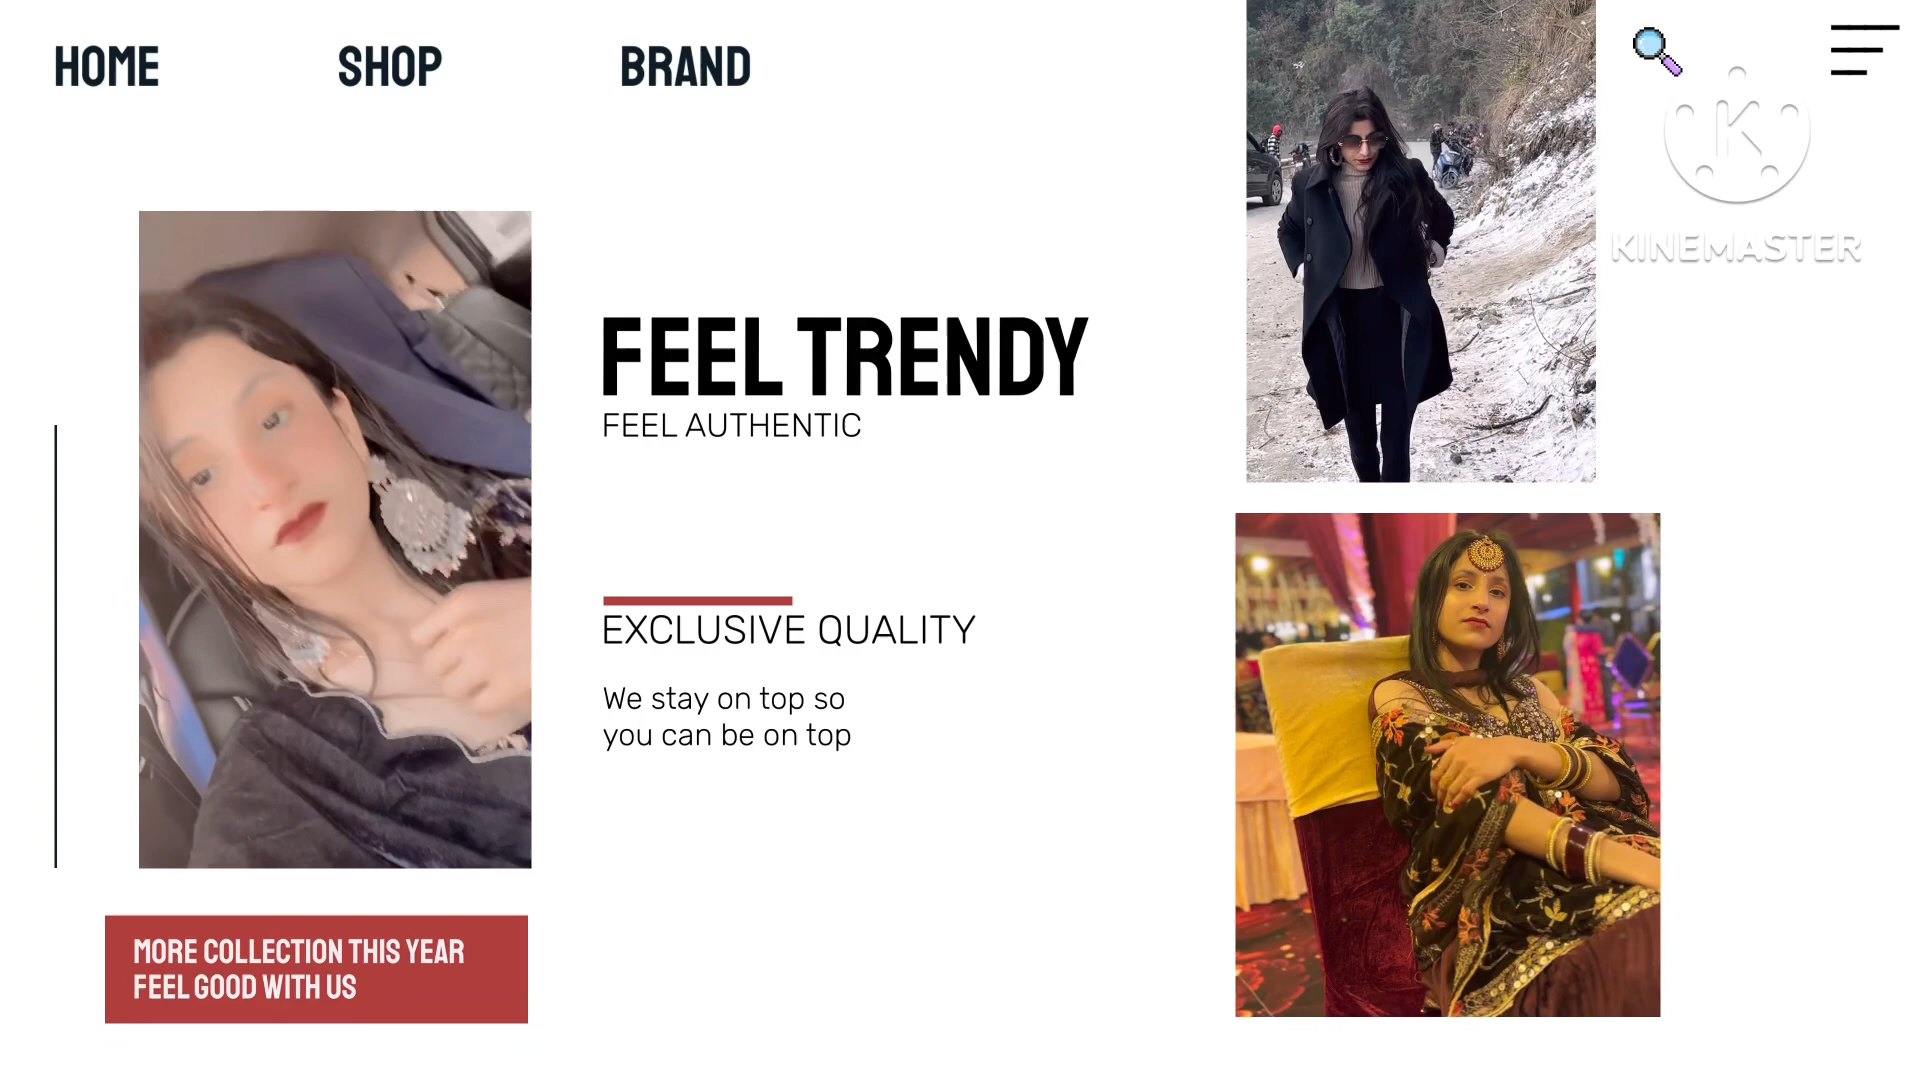 HOME SHOP BRAND
KINEMASTER
FEEL TRENDY
FEEL AUTHENTIC
EXCLUSIVE QUALITY
We stay on top so
you can be on top
MORE COLLECTION THIS YEAR
FEEL GOOD WITH US